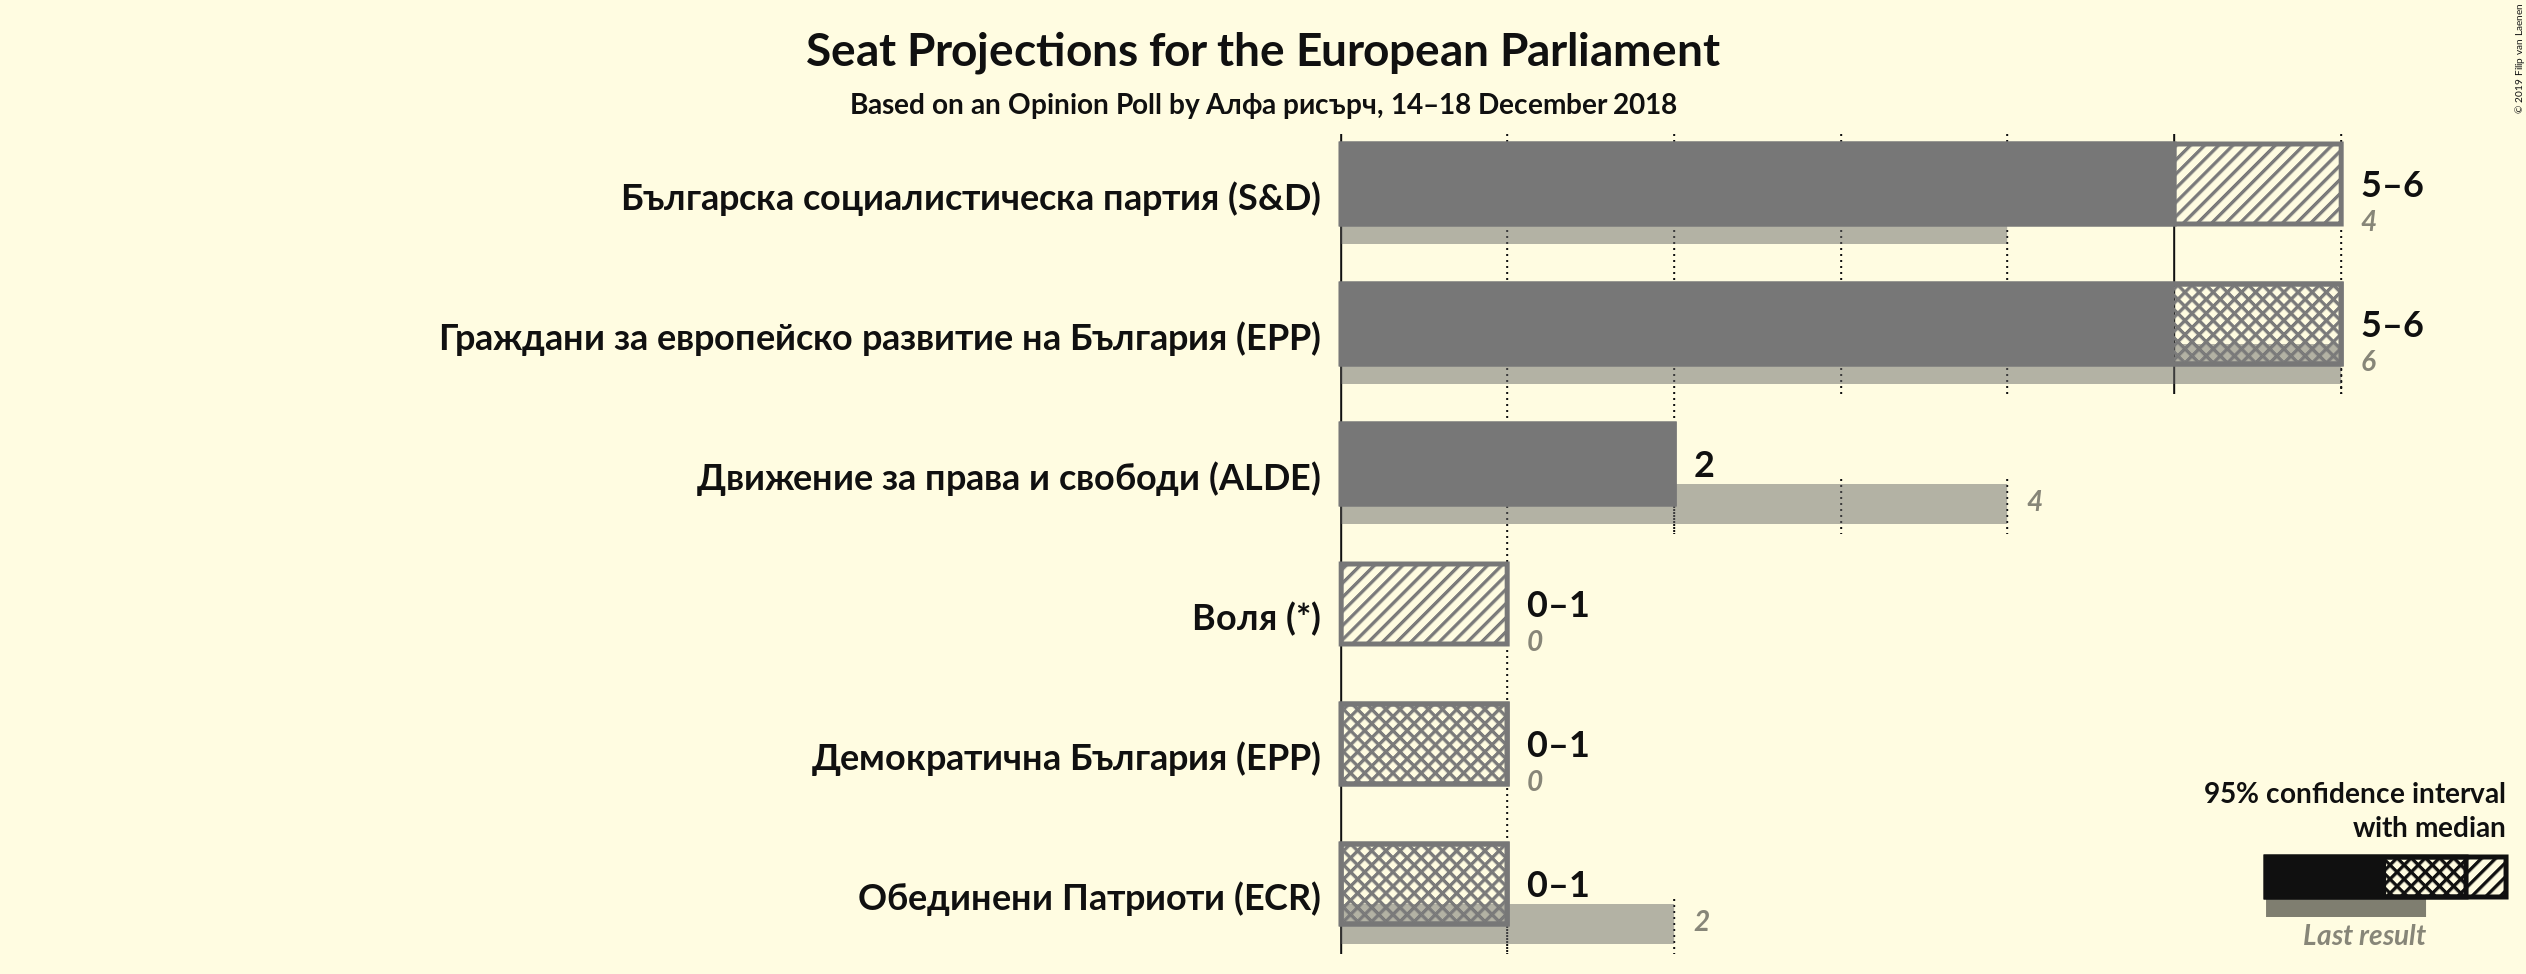 Seat Projections for the European Parliament
Based on an Opinion Poll by Алфа рисърч, 14–18 December 2018
© 2019 Filip van Laenen
Българска социалистическа партия (S&D)
5–6
4
Граждани за европейско развитие на България (EPP)
5–6
6
Движение за права и свободи (ALDE)
2
4
Воля (*)
0–1
0
Демократична България (EPP)
0–1
0
Обединени Патриоти (ECR)
0–1
2
95% confidence interval
with median
Last result